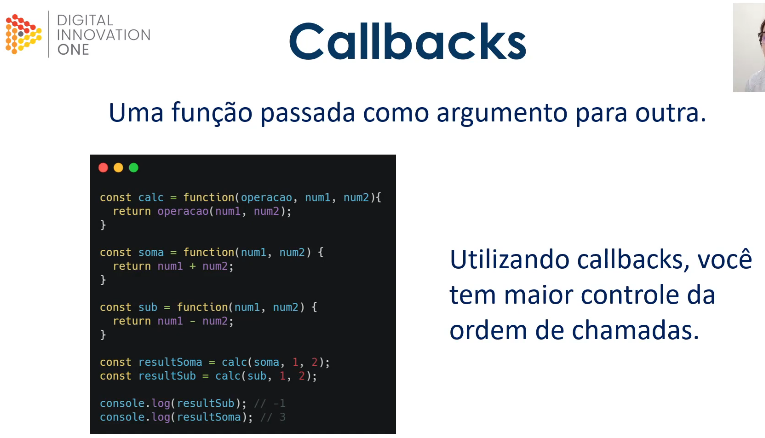 DIGITAL
INNOVATION
ONE
Callbacks
Uma função passada como argumento para outra.
const calc = function(operacao, num1, num2){
  return operacao(num1, num2);
}
const soma = function(num1, num2) {
  return num1 + num2;
}
const sub = function(num1, num2) {
  return num1 - num2;
}
const resultSoma = calc(soma, 1, 2);
const resultSub = calc(sub, 1, 2);
console.log(resultSub); // -1
console.log(resultSoma); // 3
Utilizando callbacks, você
tem maior controle da
ordem de chamadas.